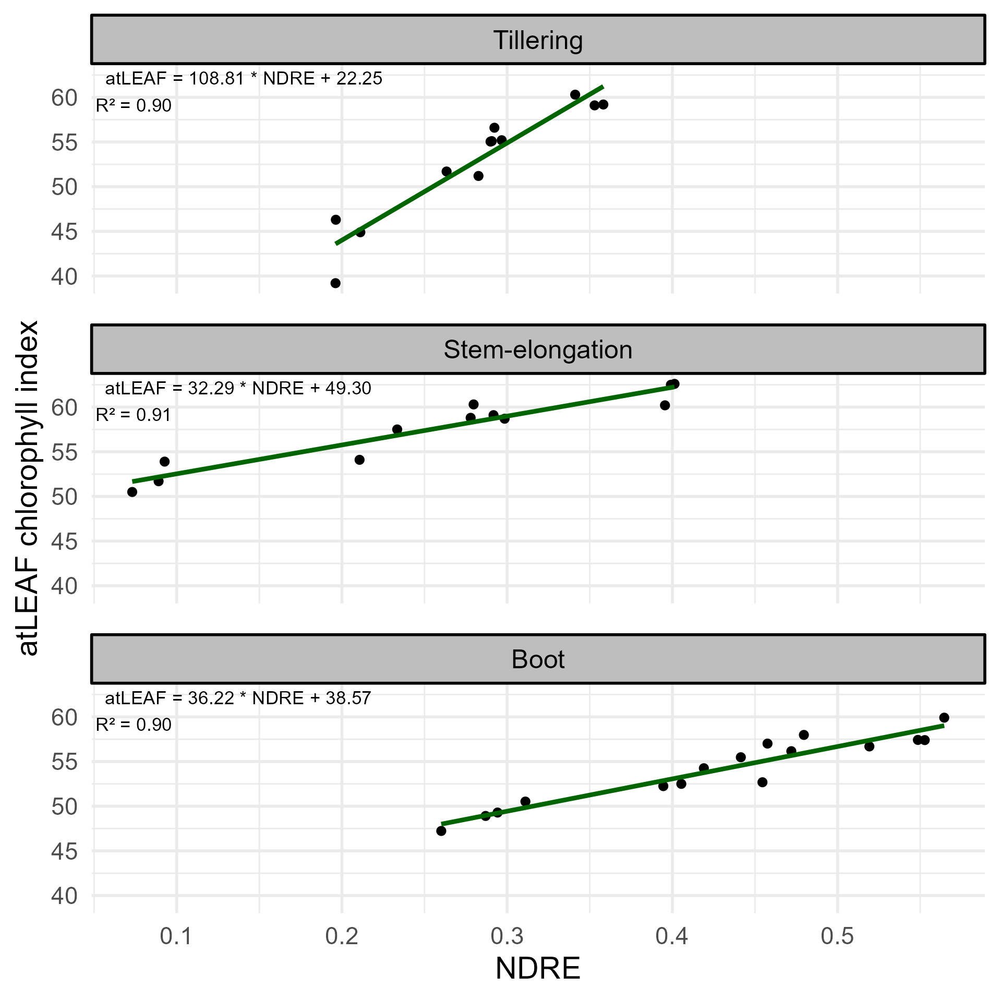 Tillering
atLEAF = 108.81 * NDRE + 22.25
R² = 0.90
60
55
50
45
40
Stem-elongation
atLEAF = 32.29 * NDRE + 49.30
R² = 0.91
60
55
50
45
40
Boot
atLEAF = 36.22 * NDRE + 38.57
R² = 0.90
60
55
50
45
40
atLEAF chlorophyll index
0.1 0.2 0.3 0.4 0.5
NDRE